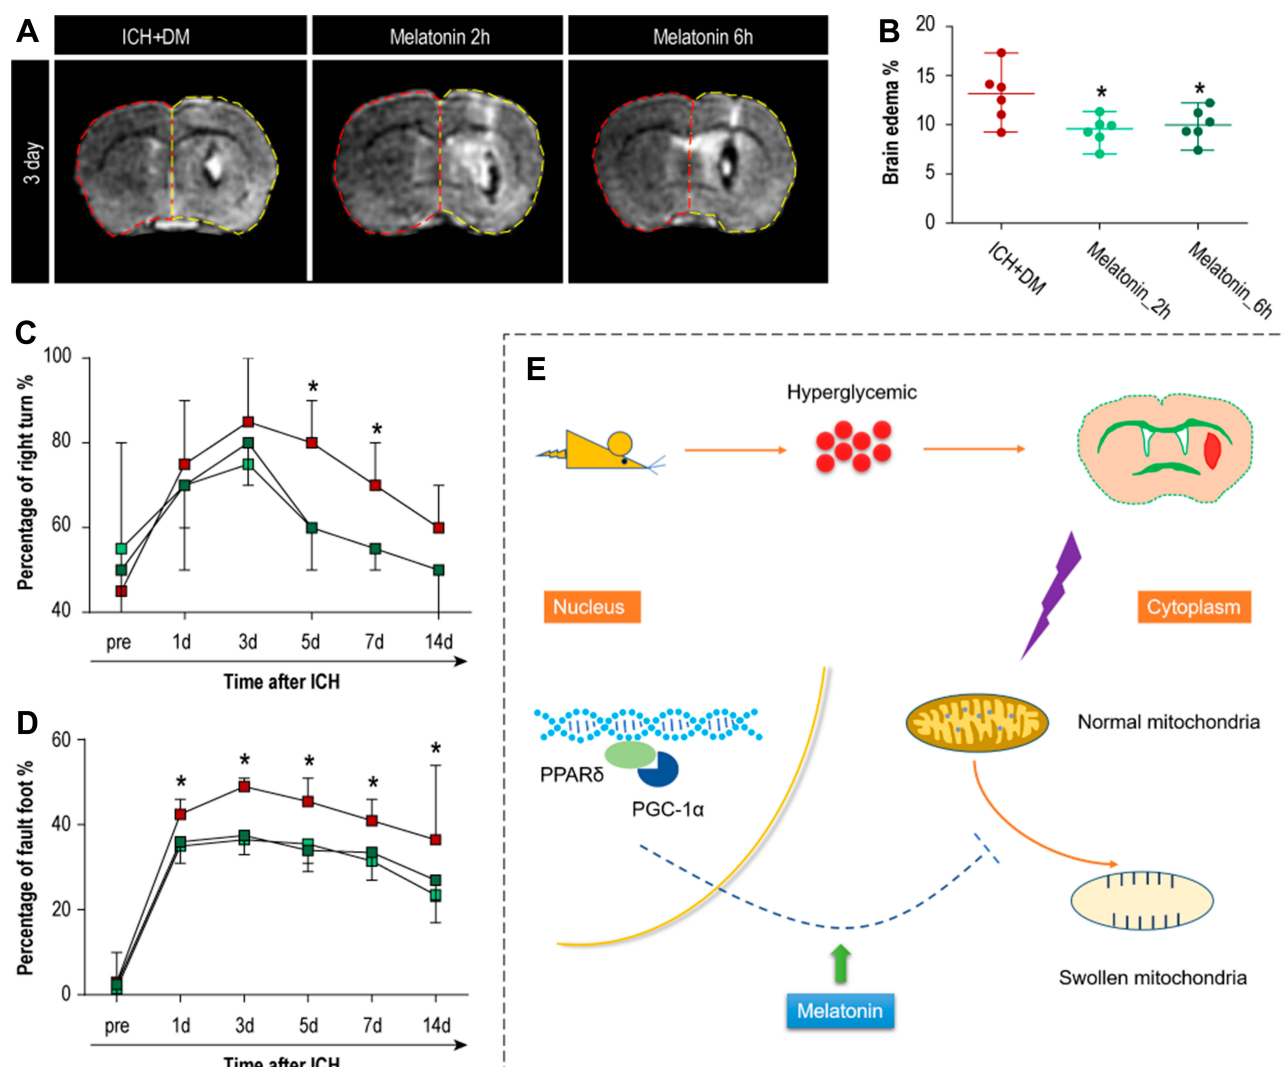 A
ICH+DM
Melatonin 2h
Melatonin 6h
3 day
B
Brain edema %
20
15
10
5
0
*
*
ICH+DM
Melatonin_2h
Melatonin_6h
C
Percentage of right turn %
100
80
60
40
*
*
pre
1d
3d
5d
7d
14d
Time after ICH
D
Percentage of fault foot %
60
40
20
0
*
*
*
*
*
pre
1d
3d
5d
7d
14d
Time after ICH
E
Hyperglycemic
Nucleus
Cytoplasm
PPARδ
PGC-1α
Normal mitochondria
Swollen mitochondria
Melatonin